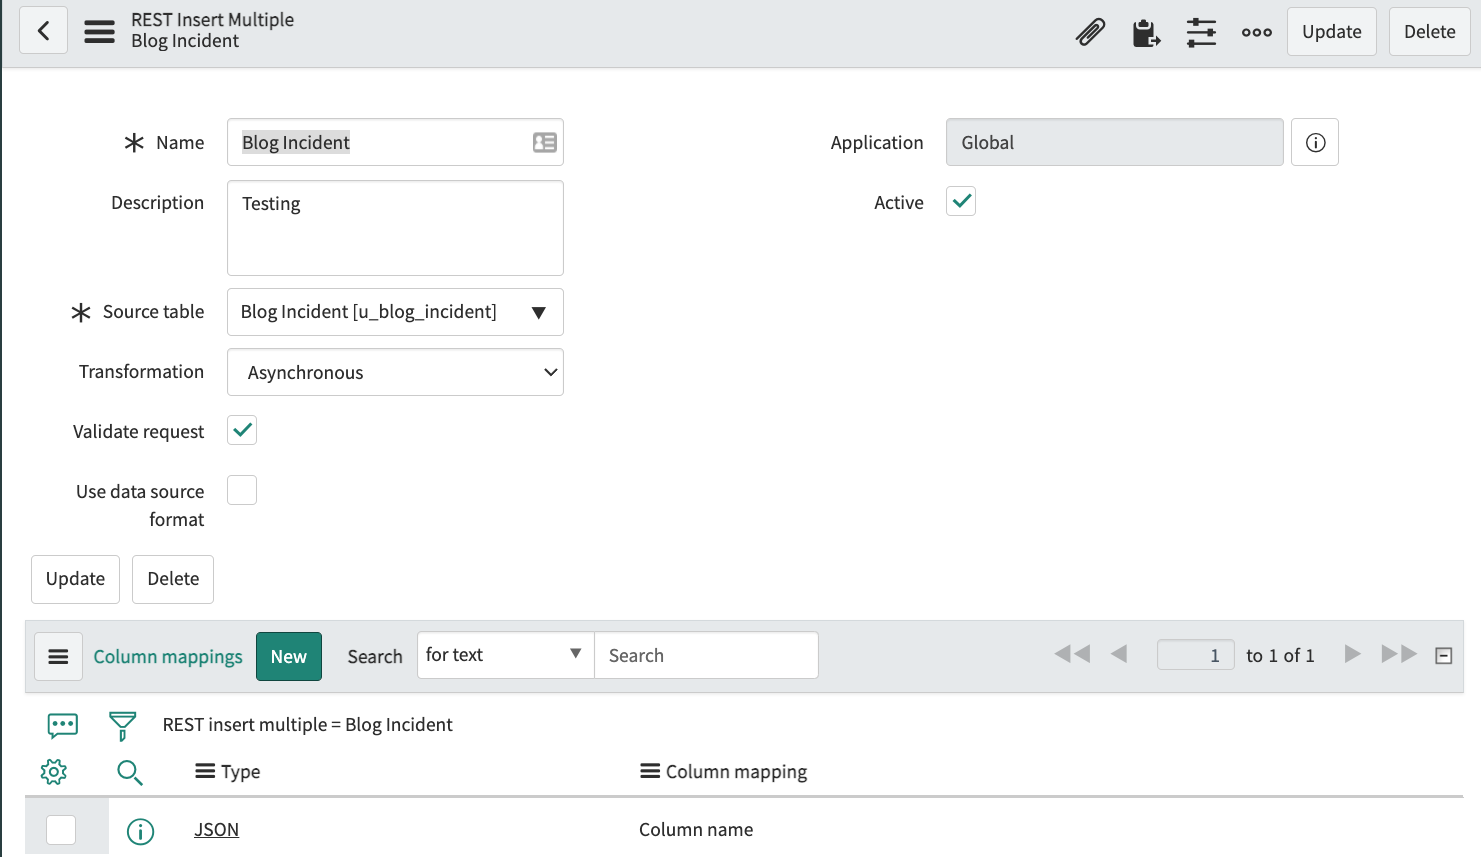 REST Insert Multiple
Blog Incident
Update
Delete
Name
Blog Incident
Application
Global
Description
Testing
Active
Source table
Blog Incident [u_blog_incident]
Transformation
Asynchronous
Validate request
Use data source
format
Update
Delete
Column mappings
New
Search
for text
Search
1
to 1 of 1
REST insert multiple = Blog Incident
Type
Column mapping
JSON
Column name